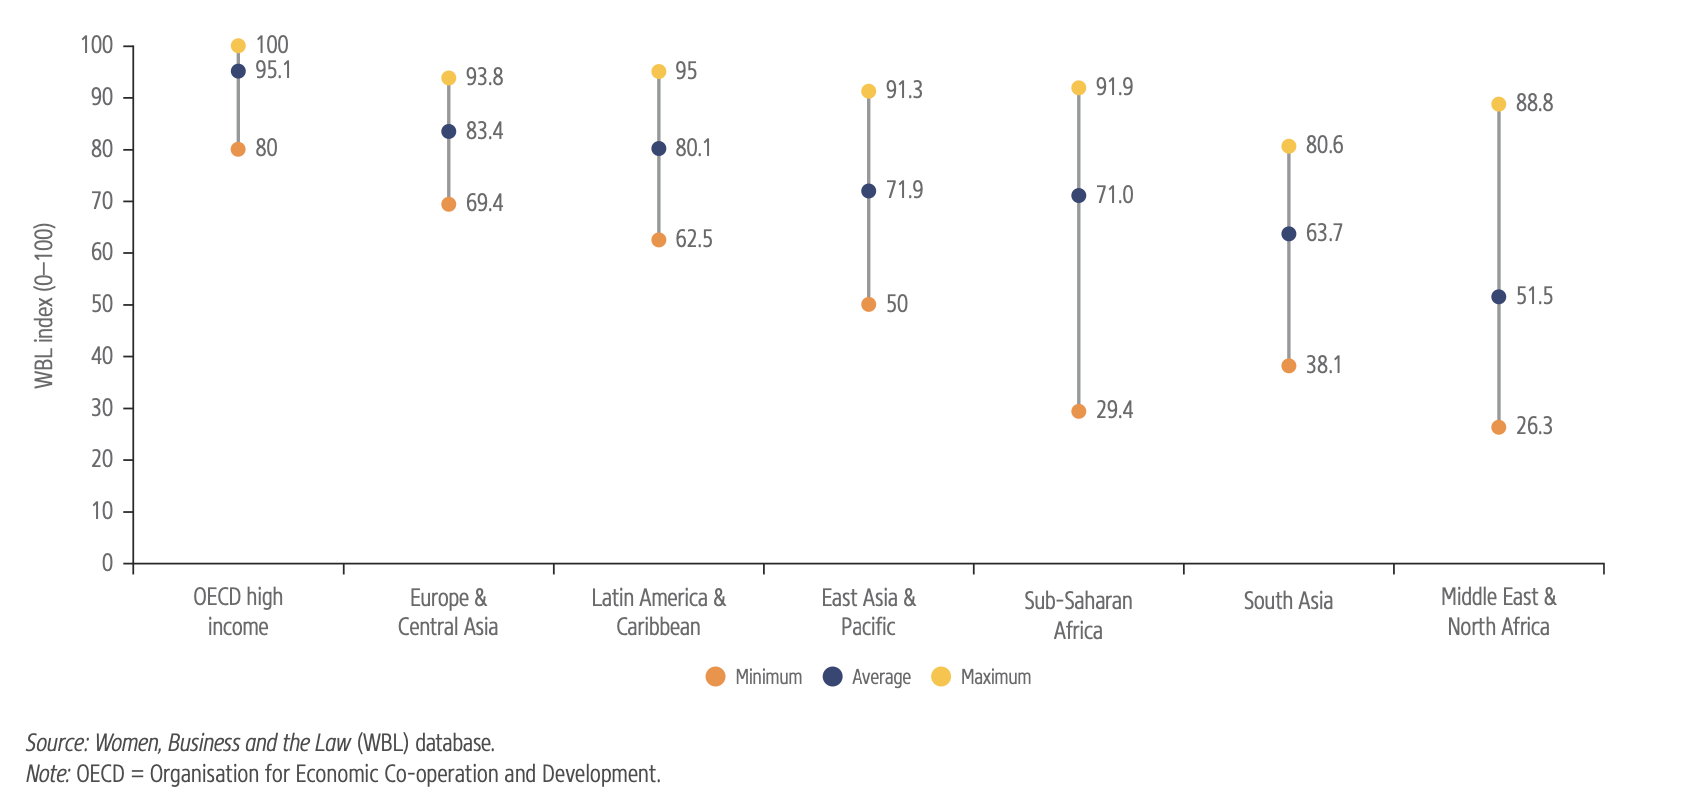 WBL index (0–100)
100
90
80
70
60
50
40
30
20
10
0
100
95.1
80
93.8
83.4
69.4
95
80.1
62.5
91.3
71.9
50
91.9
71.0
29.4
80.6
63.7
38.1
88.8
51.5
26.3
OECD high
income
Europe &
Central Asia
Latin America &
Caribbean
East Asia &
Pacific
Sub-Saharan
Africa
South Asia
Middle East &
North Africa
Minimum Average Maximum
Source: Women, Business and the Law (WBL) database.
Note: OECD = Organisation for Economic Co-operation and Development.